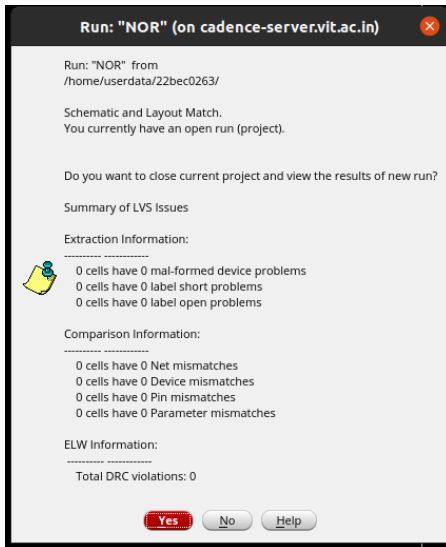 Run: "NOR" (on cadence-server.vit.ac.in)
Run: "NOR" from
/home/userdata/22bec0263/
Schematic and Layout Match.
You currently have an open run (project).
Do you want to close current project and view the results of new run?
Summary of LVS Issues
Extraction Information:
---------- ------------
0 cells have 0 mal-formed device problems
0 cells have 0 label short problems
0 cells have 0 label open problems
Comparison Information:
---------- ------------
0 cells have 0 Net mismatches
0 cells have 0 Device mismatches
0 cells have 0 Pin mismatches
0 cells have 0 Parameter mismatches
ELW Information:
---------- ------------
Total DRC violations: 0
Yes No Help